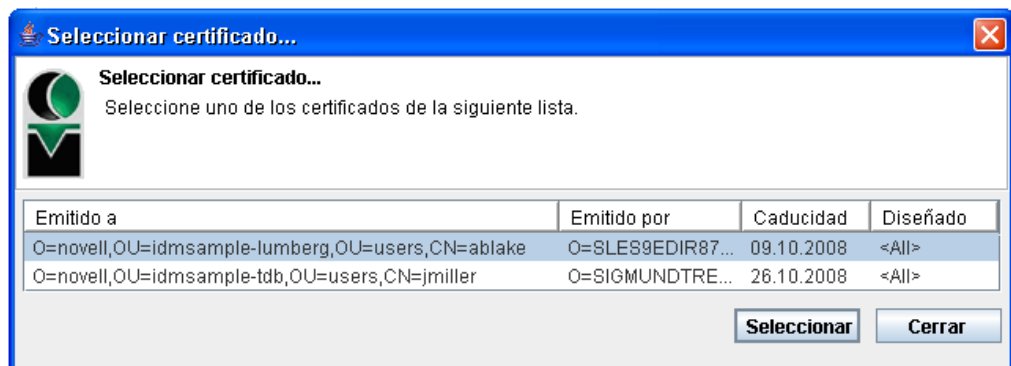 Seleccionar certificado...
Seleccionar certificado...
Seleccione uno de los certificados de la siguiente lista.
Emitido a Emitido por Caducidad Diseñado
O=novell,OU=idmsample-lumberg,OU=users,CN=ablake O=SLES9EDIR87... 09.10.2008 <All>
O=novell,OU=idmsample-tdb,OU=users,CN=jmiller O=SIGMUNDTRE... 26.10.2008 <All>
Seleccionar Cerrar